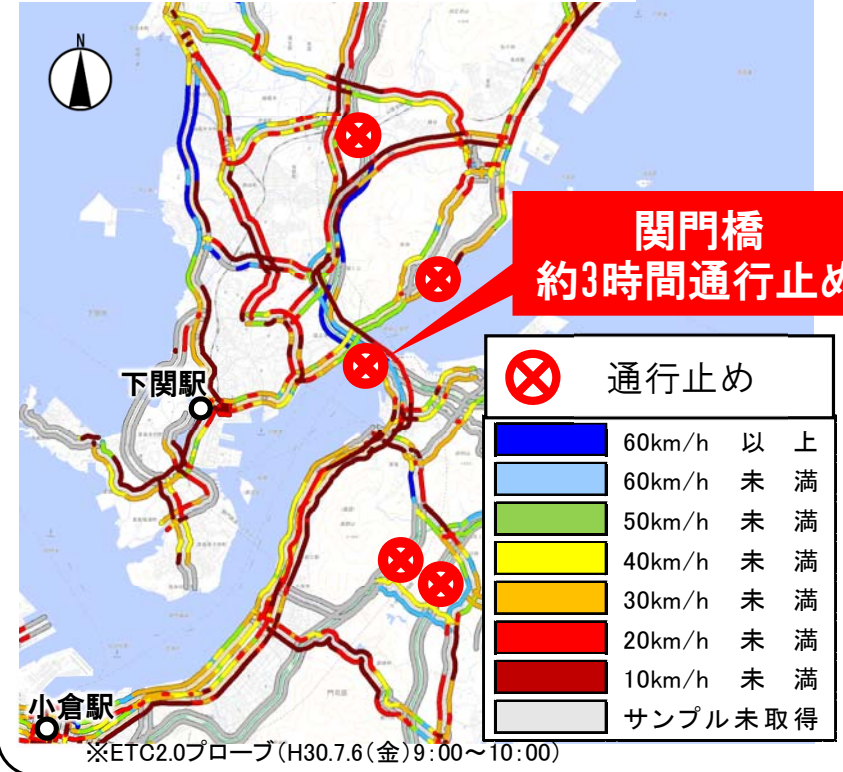 N
関門橋
約3時間通行止め
下関駅
通行止め
60km/h 以 上
60km/h 未 満
50km/h 未 満
40km/h 未 満
30km/h 未 満
20km/h 未 満
10km/h 未 満
サンプル未取得
小倉駅
※ETC2.0プローブ(H30.7.6(金)9:00～10:00)